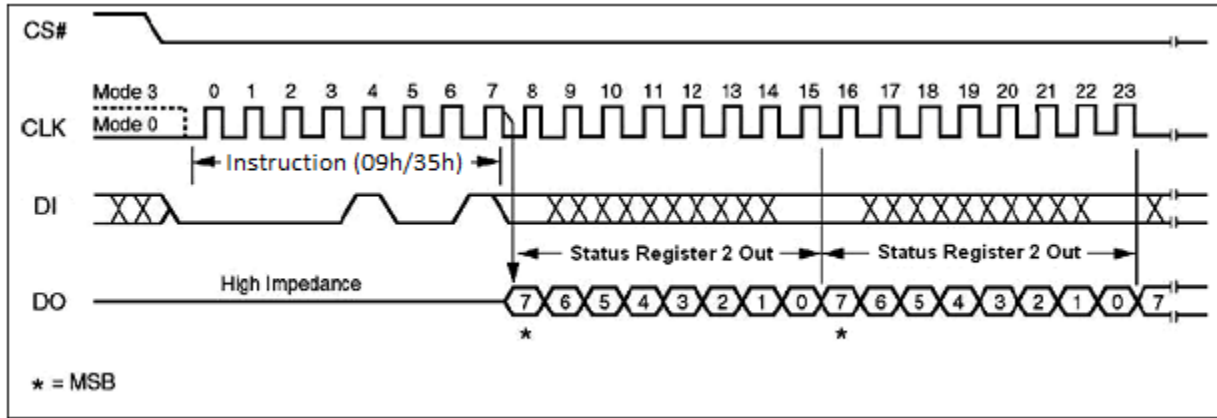 CS#
Mode 3 0 1 2 3 4 5 6 7 8 9 10 11 12 13 14 15 16 17 18 19 20 21 22 23
CLK Mode 0
Instruction (09h/35h)
DI
Status Register 2 Out Status Register 2 Out
High Impedance
DO 7 6 5 4 3 2 1 0 7 6 5 4 3 2 1 0 7
* *
* = MSB